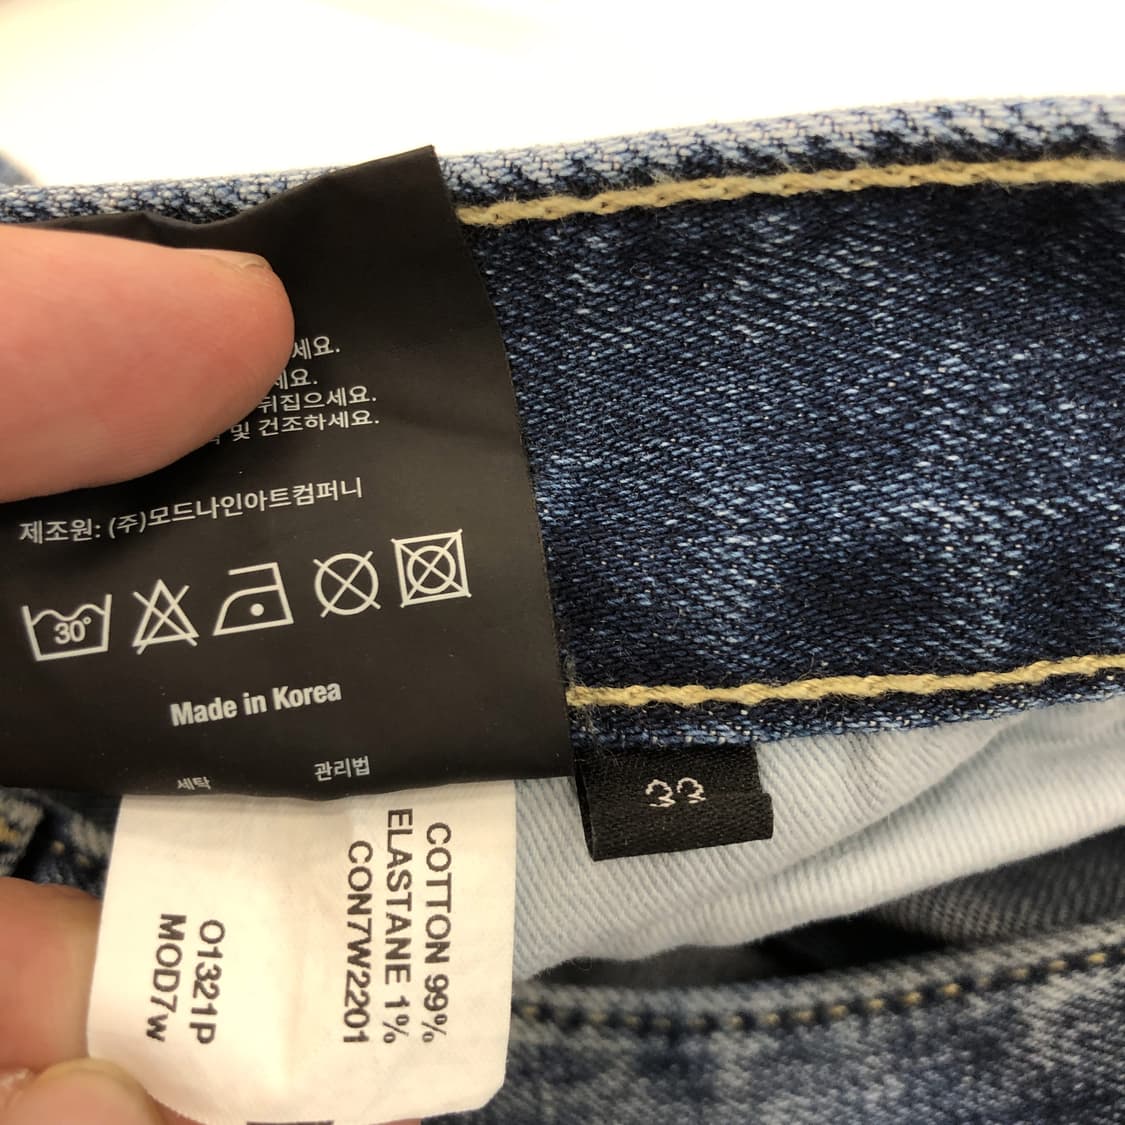 세요.
세요.
뒤집으세요.
및 건조하세요.
제조원: (주)모드나인아트컴퍼니
30°
Made in Korea
세탁 관리법
33
COTTON 99%
ELASTANE 1%
CON7W2201
O1321P
MOD7W